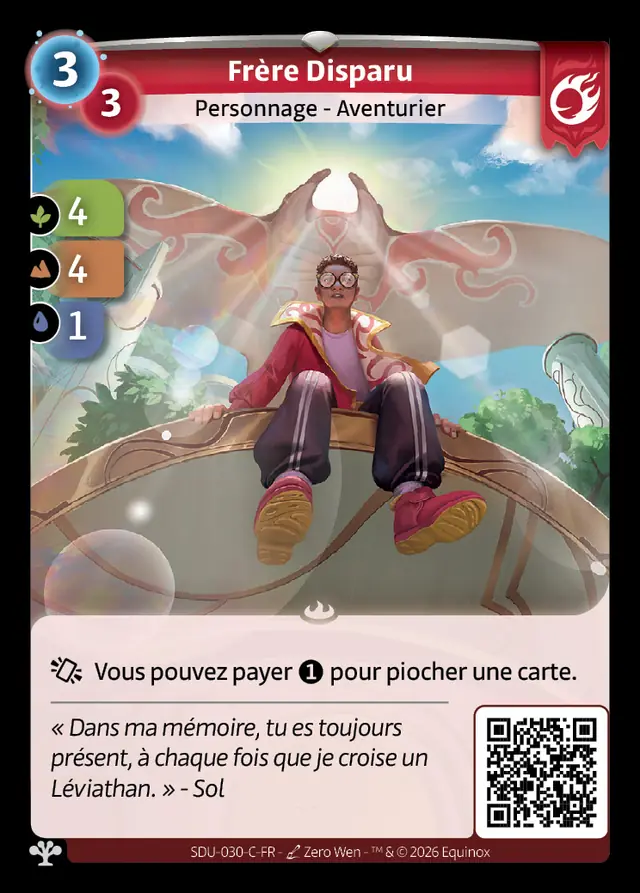 3
3
Frère Disparu
Personnage - Aventurier
4
4
1
Vous pouvez payer 1 pour piocher une carte.
« Dans ma mémoire, tu es toujours
présent, à chaque fois que je croise un
Léviathan. » - Sol
SDU-030-C-FR - Zero Wen - ™ & © 2026 Equinox